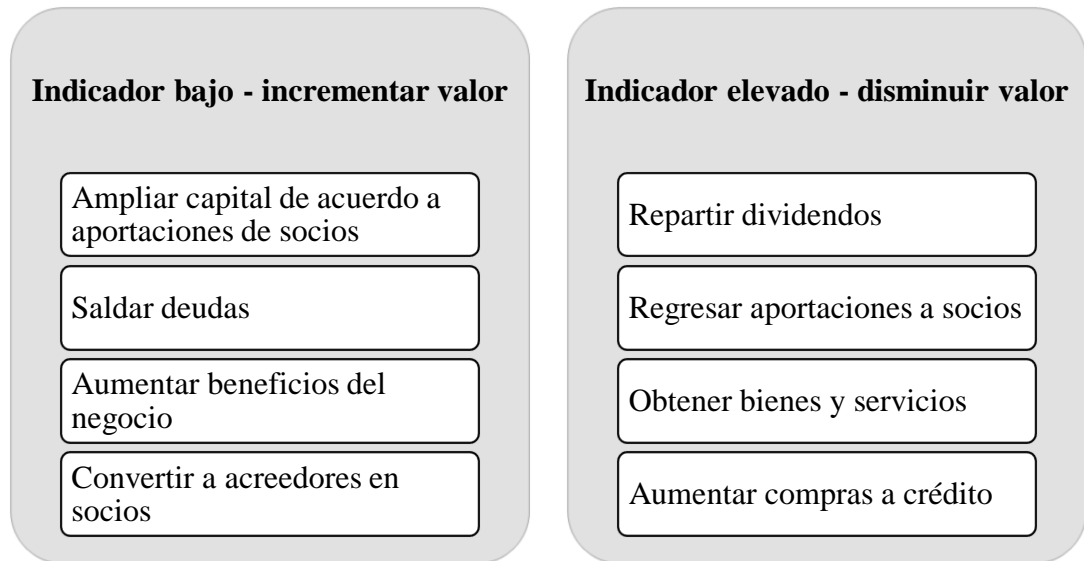 Indicador bajo - incrementar valor
Ampliar capital de acuerdo a
aportaciones de socios
Saldar deudas
Aumentar beneficios del
negocio
Convertir a acreedores en
socios
Indicador elevado - disminuir valor
Repartir dividendos
Regresar aportaciones a socios
Obtener bienes y servicios
Aumentar compras a crédito